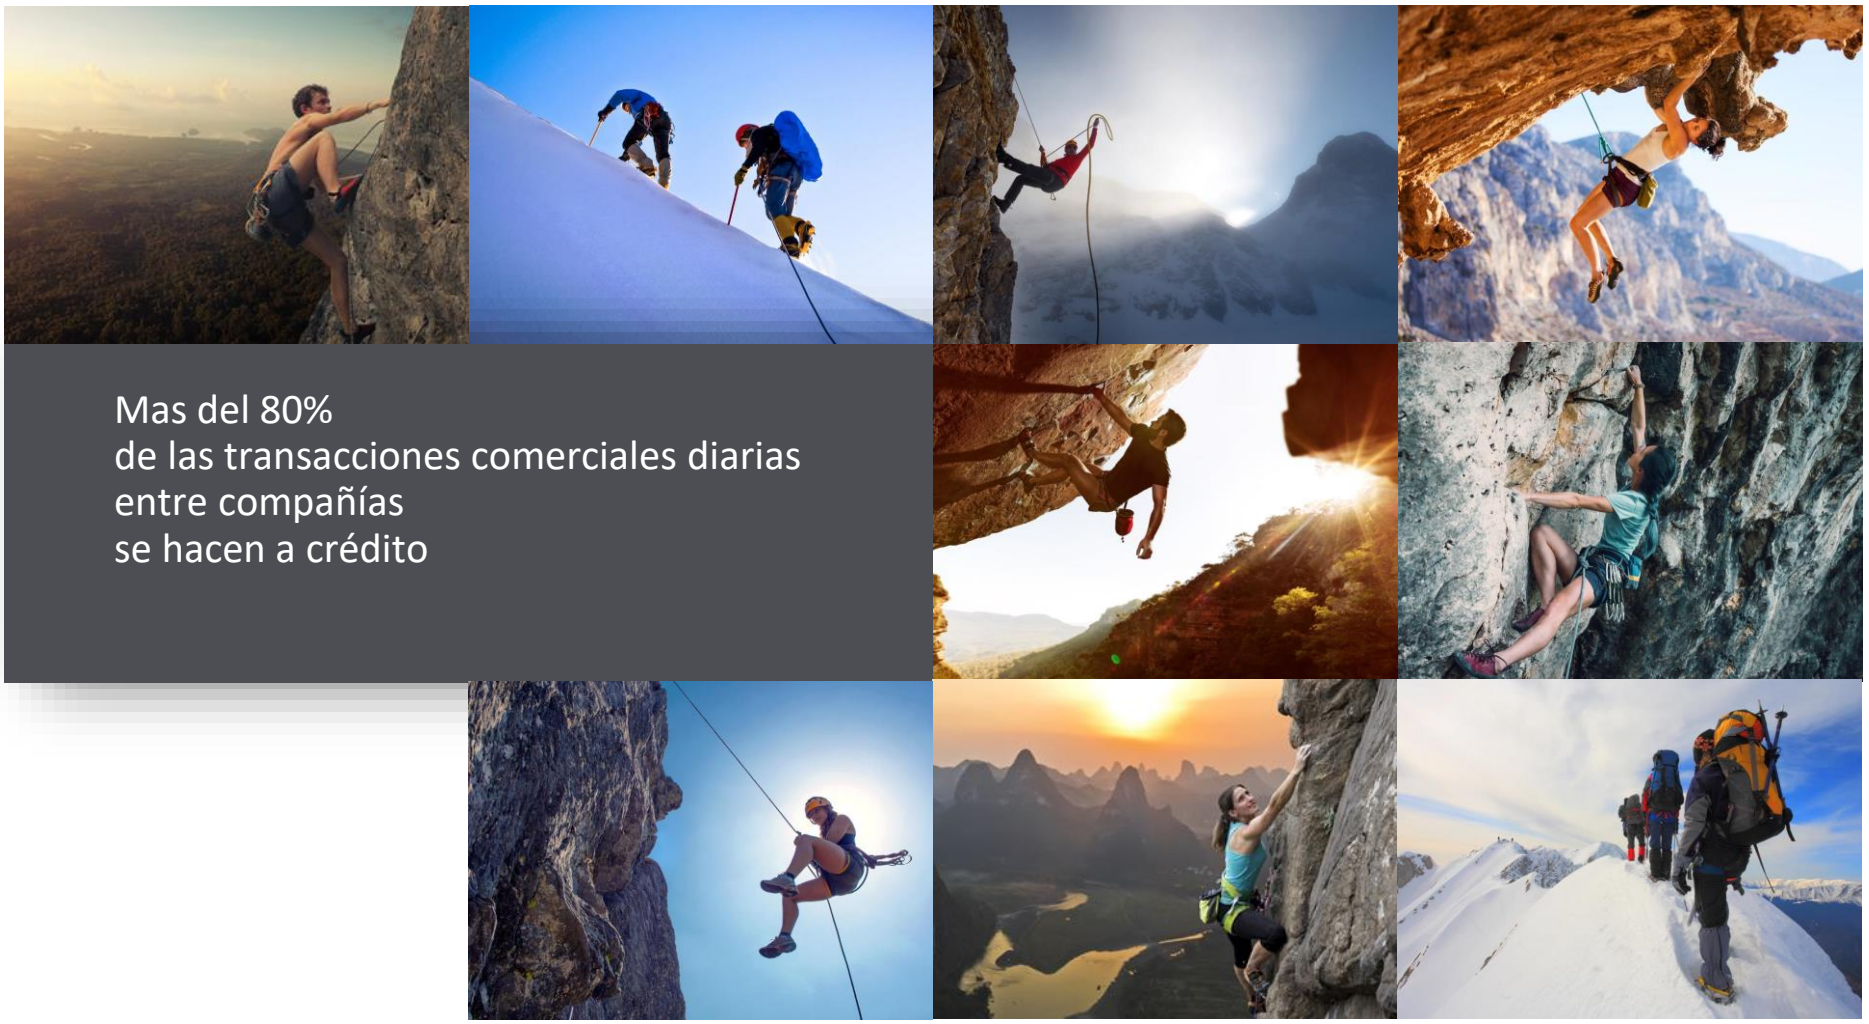 Mas del 80%
de las transacciones comerciales diarias
entre compañías
se hacen a crédito